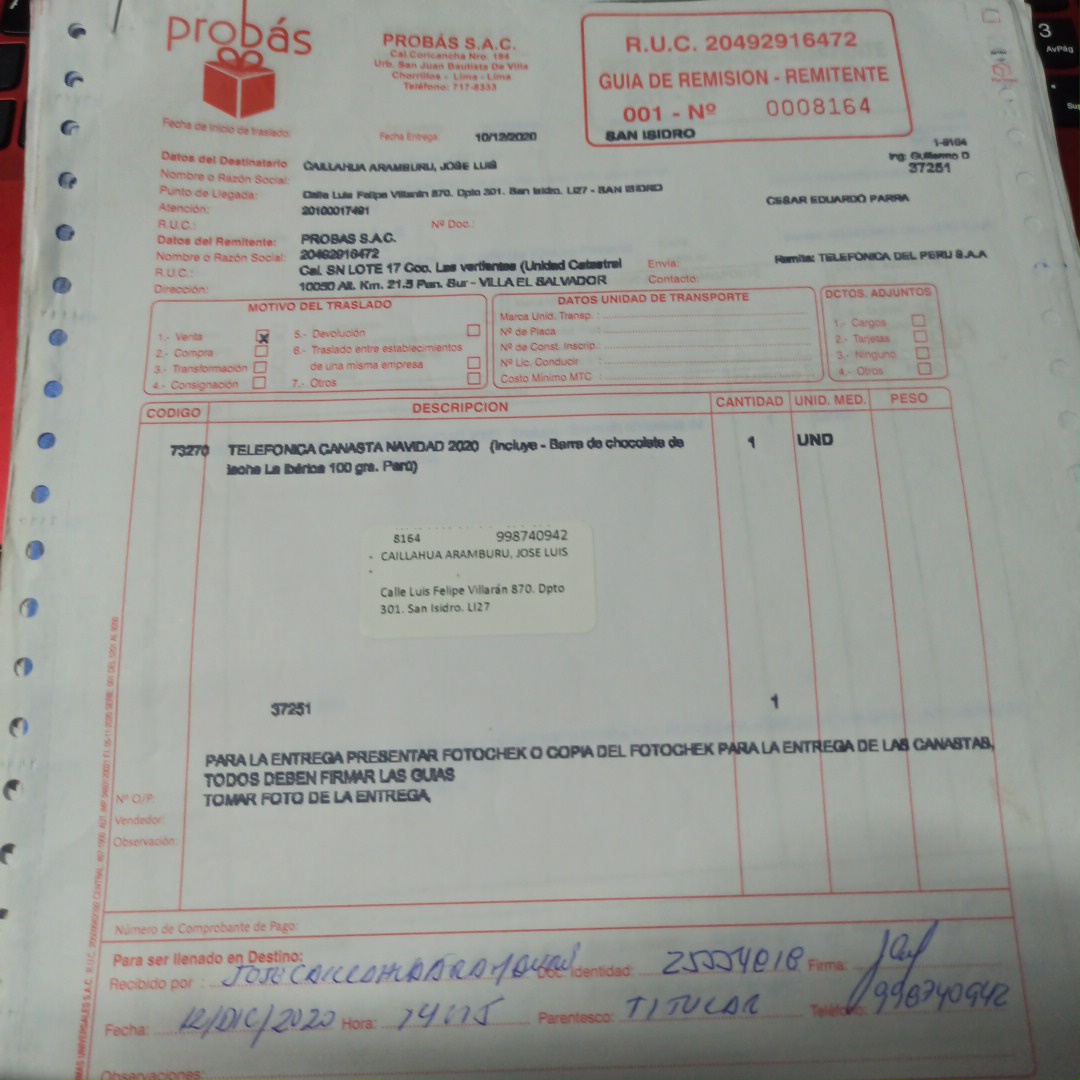 probás
PROBÁS S.A.C.
Cal.Coricancha Nro. 184
Urb. San Juan Bautista De Villa
Chorrillos - Lima - Lima
Teléfono: 717-8333
R.U.C. 20492916472
GUIA DE REMISION - REMITENTE
001 - Nº 0008164
SAN ISIDRO
Fecha de Inicio de traslado:
Fecha Entrega: 10/12/2020
1-8164
Ing: Guillermo D
37251
Datos del Destinatario
Nombre o Razón Social: CAILLAHUA ARAMBURU, JOSE LUIS
Punto de Llegada: Calle Luis Felipe Villarán 870. Dpto 301. San Isidro. LI27 - SAN ISIDRO
CESAR EDUARDO PARRA
Atención: 20100017491
R.U.C.: Nº Doc.:
Datos del Remitente: PROBAS S.A.C.
Nombre o Razón Social: 20492916472
R.U.C.: Cal. SN LOTE 17 Coo. Las vertientes (Unidad Catastral
Dirección: 10050 Alt. Km. 21.5 Pan. Sur - VILLA EL SALVADOR
Envía: Remite: TELEFONICA DEL PERU S.A.A
Contacto:
MOTIVO DEL TRASLADO
1.- Venta X
2.- Compra
3.- Transformación
4.- Consignación
5.- Devolución
6.- Traslado entre establecimientos
de una misma empresa
7.- Otros
DATOS UNIDAD DE TRANSPORTE
Marca Unid. Transp. :
Nº de Placa :
Nº de Const. Inscrip.:
Nº Lic. Conducir :
Costo Mínimo MTC :
DCTOS. ADJUNTOS
1.- Cargos
2.- Tarjetas
3.- Ninguno
4.- Otros
CODIGO DESCRIPCION CANTIDAD UNID. MED. PESO
73270 TELEFONICA CANASTA NAVIDAD 2020 (Incluye - Barra de chocolate de 1 UND
leche La Ibérica 100 grs. Perú)
8164 998740942
CAILLAHUA ARAMBURU, JOSE LUIS
Calle Luis Felipe Villarán 870. Dpto
301. San Isidro. LI27
37251 1
PARA LA ENTREGA PRESENTAR FOTOCHEK O COPIA DEL FOTOCHEK PARA LA ENTREGA DE LAS CANASTAS,
TODOS DEBEN FIRMAR LAS GUIAS
TOMAR FOTO DE LA ENTREGA
Nº O/P:
Vendedor:
Observación:
Número de Comprobante de Pago:
Para ser llenado en Destino:
Recibido por : JOSE Doc. Identidad: Firma:
Fecha: 12/DIC/2020 Hora: Parentesco: TITULAR Teléfono: 998740942
Observaciones:
3
AvPág